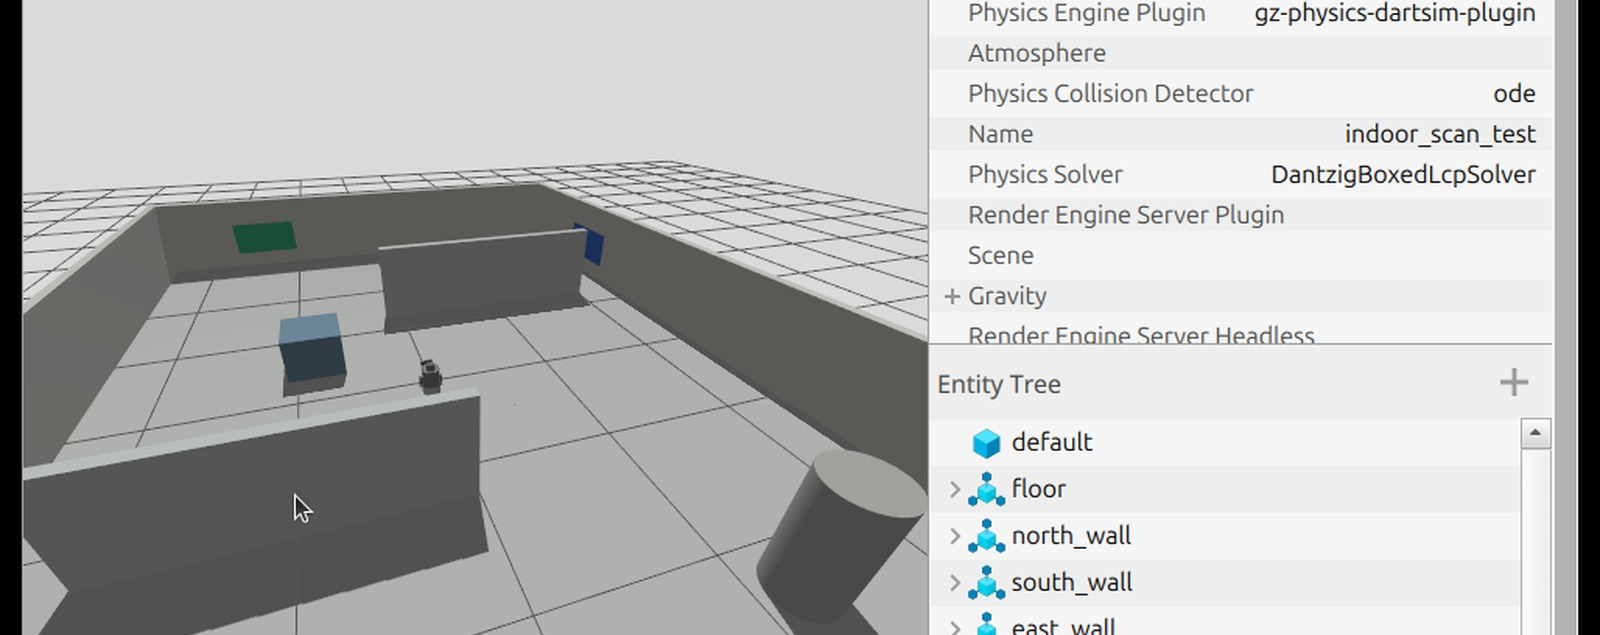 Physics Engine Plugin gz-physics-dartsim-plugin
Atmosphere
Physics Collision Detector ode
Name indoor_scan_test
Physics Solver DantzigBoxedLcpSolver
Render Engine Server Plugin
Scene
Gravity
Render Engine Server Headless
Entity Tree
default
floor
north_wall
south_wall
east_wall